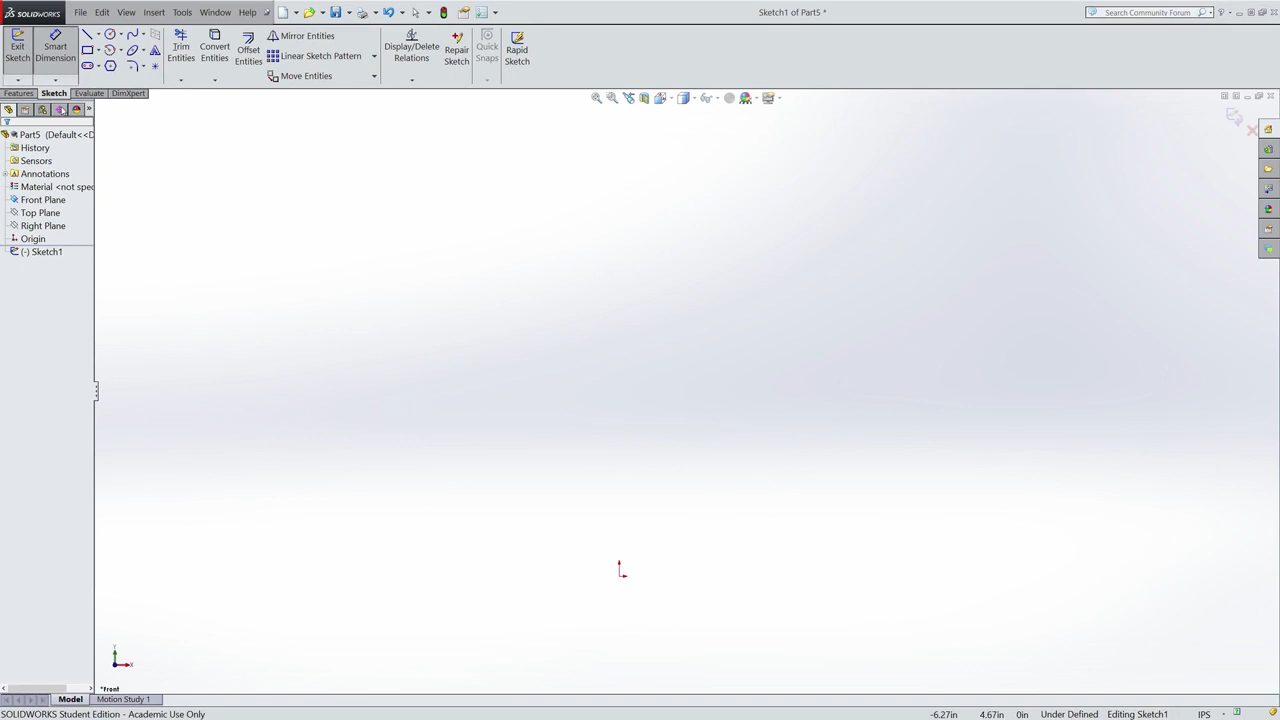 SOLIDWORKS File Edit View Insert Tools Window Help Sketch1 of Part5 * Search Community Forum
Exit Sketch
Smart Dimension
Trim Entities
Convert Entities
Offset Entities
Mirror Entities
Linear Sketch Pattern
Move Entities
Display/Delete Relations
Repair Sketch
Quick Snaps
Rapid Sketch
Features Sketch Evaluate DimXpert
Part5 (Default<<D
History
Sensors
Annotations
Material <not spec
Front Plane
Top Plane
Right Plane
Origin
(-) Sketch1
Y
X
*Front
Model Motion Study 1
SOLIDWORKS Student Edition - Academic Use Only -6.27in 4.67in 0in Under Defined Editing Sketch1 IPS